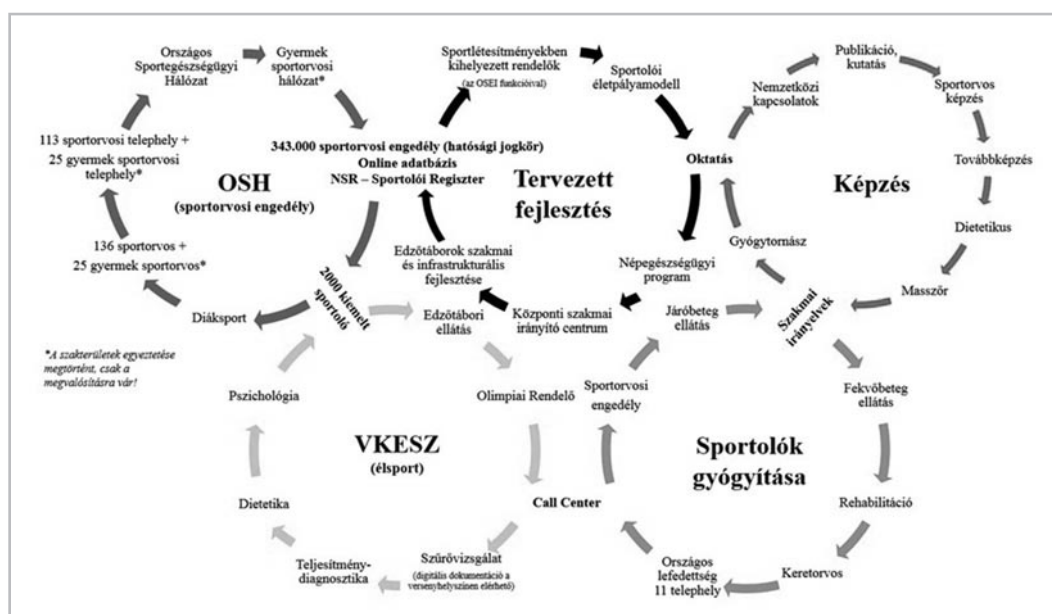 Országos
Sportegészségügyi
Hálózat
Gyermek
sportorvosi
hálózat*
113 sportorvosi telephely +
25 gyermek sportorvosi
telephely*
OSH
(sportorvosi engedély)
136 sportorvos +
25 gyermek sportorvos*
Diáksport
2000 kiemelt
sportoló
343.000 sportorvosi engedély (hatósági jogkör)
Online adatbázis
NSR – Sportolói Regiszter
Sportlétesítményekben
kihelyezett rendelők
(az OSEI funkcióival)
Sportolói
életpályamodell
Oktatás
Tervezett
fejlesztés
Népegészségügyi
program
Központi szakmai
irányító centrum
Edzőtáborok szakmai
és infrastrukturális
fejlesztése
Nemzetközi
kapcsolatok
Publikáció,
kutatás
Sportorvos
képzés
Továbbképzés
Dietetikus
Masszőr
Képzés
Gyógytornász
Szakmai
irányelvek
*A szakterületek egyeztetése
megtörtént, csak a
megvalósításra vár!
Edzőtábori
ellátás
Olimpiai Rendelő
Call Center
Szűrővizsgálat
(digitális dokumentáció a
versenyhelyszínen elérhető)
Teljesítmény-
diagnosztika
Dietetika
Pszichológia
VKESZ
(élsport)
Járóbeteg
ellátás
Sportorvosi
engedély
Sportolók
gyógyítása
Fekvőbeteg
ellátás
Rehabilitáció
Keretorvos
Országos
lefedettség
11 telephely